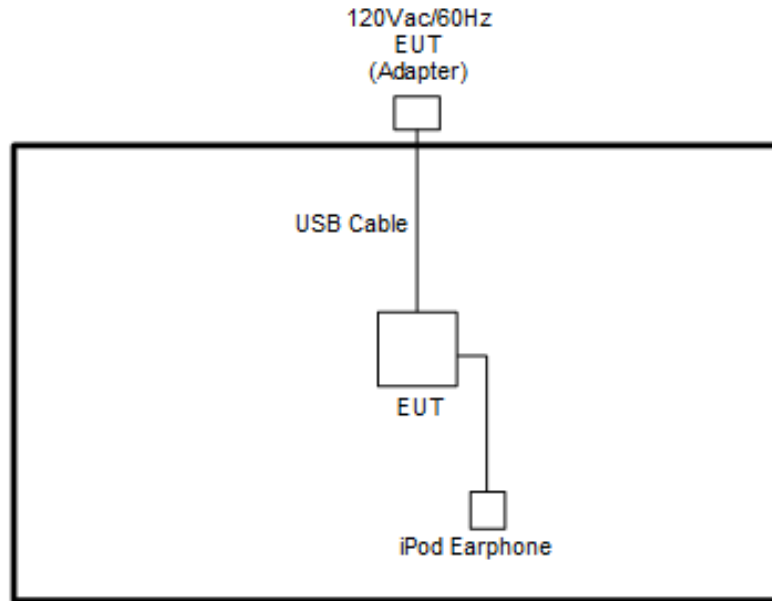 120Vac/60Hz
EUT
(Adapter)
USB Cable
EUT
iPod Earphone